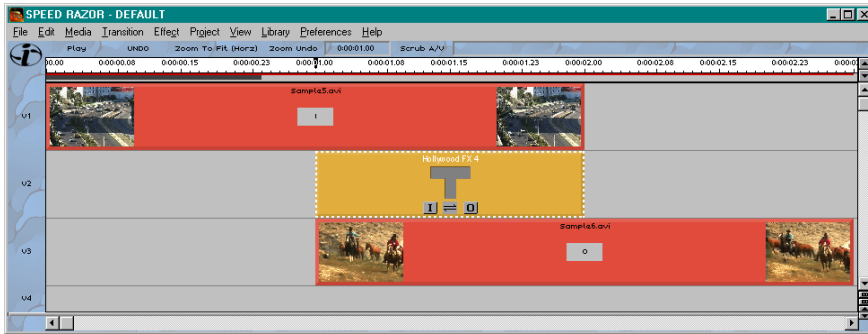 SPEED RAZOR - DEFAULT
File Edit Media Transition Effect Project View Library Preferences Help
Play UNDO Zoom To Fit (Horz) Zoom Undo 0:00:01.00 Scrub A/V
00.00 0:00:00.08 0:00:00.15 0:00:00.23 0:00:01.00 0:00:01.08 0:00:01.15 0:00:01.23 0:00:02.00 0:00:02.08 0:00:02.15 0:00:02.23
Sample5.avi
V1
I
Hollywood FX 4
V2
T
I O
Sample6.avi
V3
O
V4